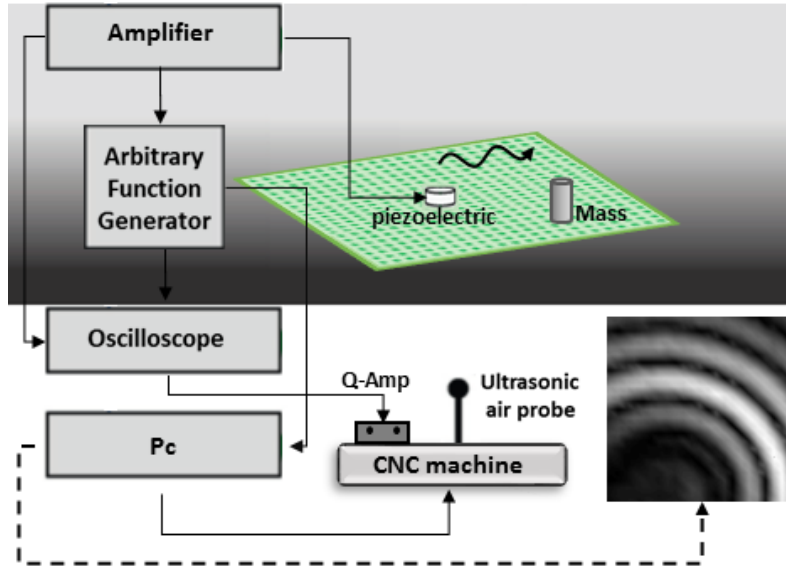 Amplifier
Arbitrary
Function
Generator
piezoelectric
Mass
Oscilloscope
Q-Amp
Ultrasonic
air probe
Pc
CNC machine